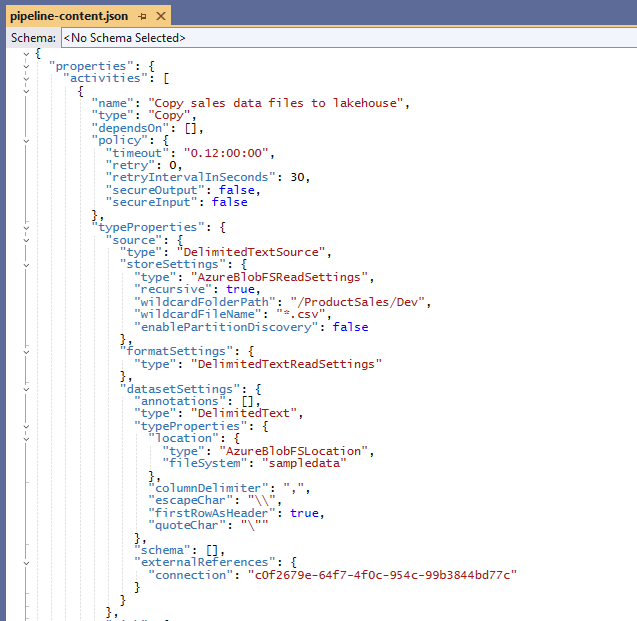 pipeline-content.json
Schema: <No Schema Selected>
{
"properties": {
"activities": [
{
"name": "Copy sales data files to lakehouse",
"type": "Copy",
"dependsOn": [],
"policy": {
"timeout": "0.12:00:00",
"retry": 0,
"retryIntervalInSeconds": 30,
"secureOutput": false,
"secureInput": false
},
"typeProperties": {
"source": {
"type": "DelimitedTextSource",
"storeSettings": {
"type": "AzureBlobFSReadSettings",
"recursive": true,
"wildcardFolderPath": "/ProductSales/Dev",
"wildcardFileName": "*.csv",
"enablePartitionDiscovery": false
},
"formatSettings": {
"type": "DelimitedTextReadSettings"
},
"datasetSettings": {
"annotations": [],
"type": "DelimitedText",
"typeProperties": {
"location": {
"type": "AzureBlobFSLocation",
"fileSystem": "sampledata"
},
"columnDelimiter": ",",
"escapeChar": "\\",
"firstRowAsHeader": true,
"quoteChar": "\""
},
"schema": [],
"externalReferences": {
"connection": "c0f2679e-64f7-4f0c-954c-99b3844bd77c"
}
}
},